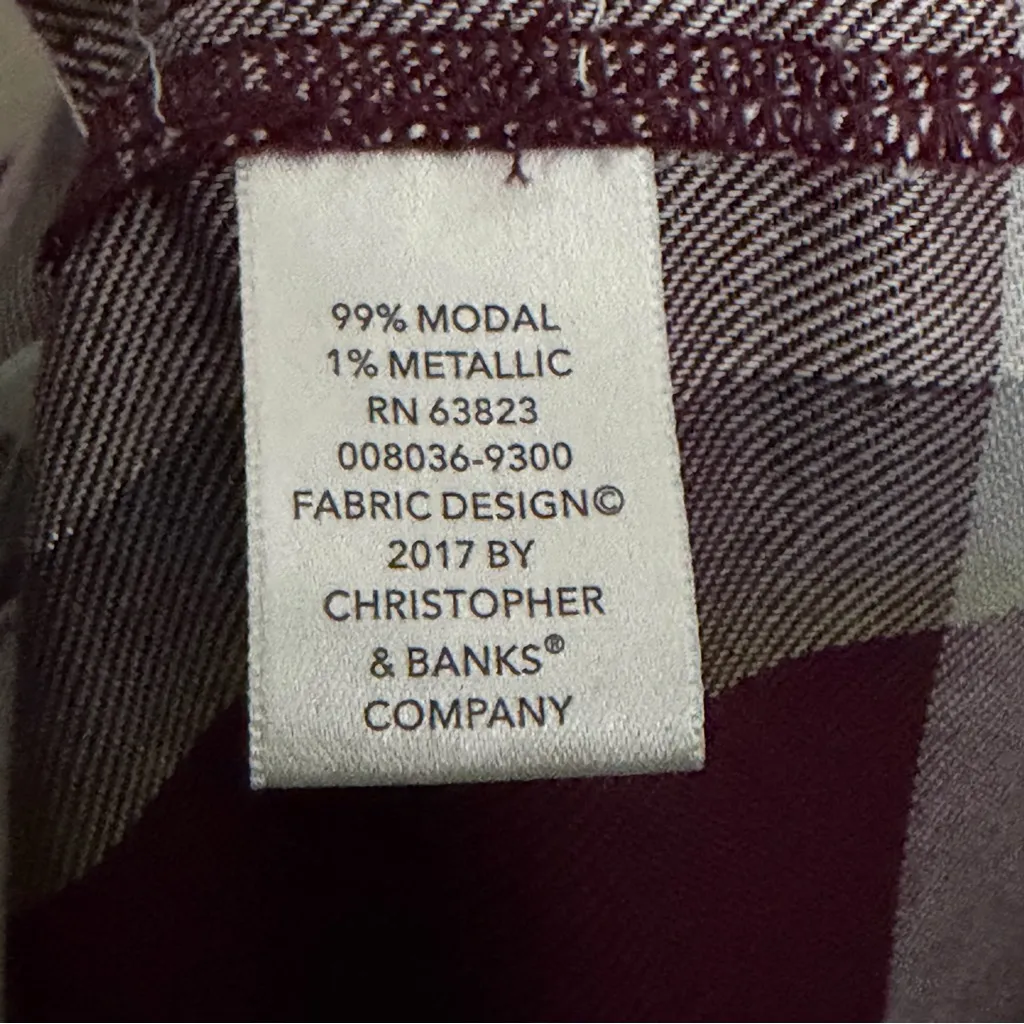 99% MODAL
1% METALLIC
RN 63823
008036-9300
FABRIC DESIGN©
2017 BY
CHRISTOPHER
& BANKS®
COMPANY